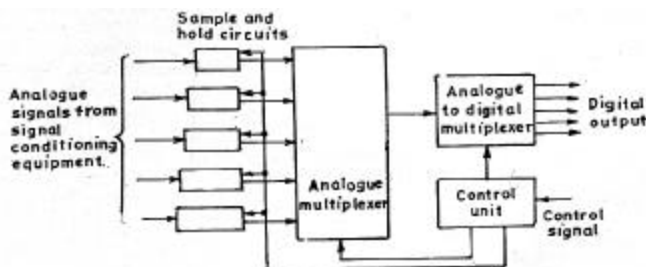 Sample and
hold circuits
Analogue
signals from
signal
conditioning
equipment.
Analogue
multiplexer
Analogue
to digital
multiplexer
Digital
output
Control
unit
Control
signal